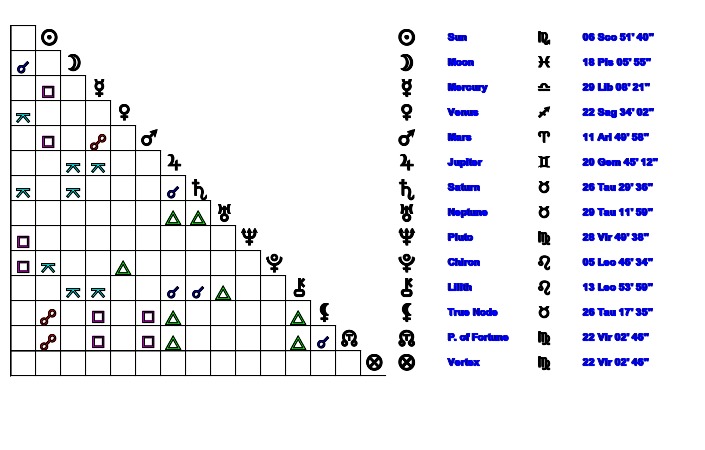 Sun 06 Sco 51' 40"
Moon 18 Pis 05' 55"
Mercury 29 Lib 08' 21"
Venus 22 Sag 34' 02"
Mars 11 Ari 49' 58"
Jupiter 20 Gem 45' 12"
Saturn 26 Tau 29' 36"
Neptune 29 Tau 11' 59"
Pluto 28 Vir 49' 38"
Chiron 05 Leo 46' 34"
Lilith 13 Leo 53' 59"
True Node 26 Tau 17' 35"
P. of Fortune 22 Vir 02' 46"
Vertex 22 Vir 02' 46"